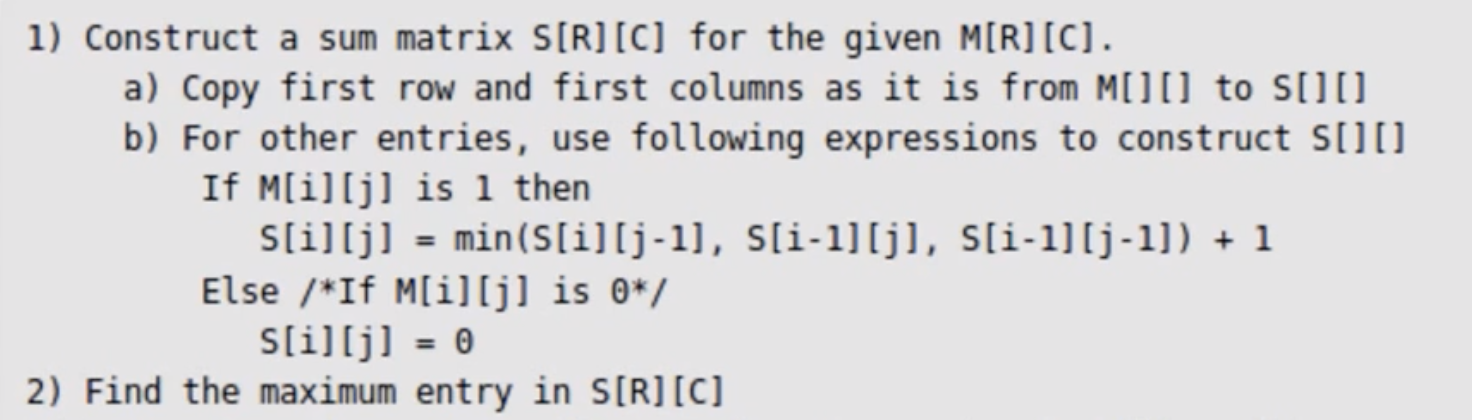 1) Construct a sum matrix S[R][C] for the given M[R][C].
a) Copy first row and first columns as it is from M[][] to S[][]
b) For other entries, use following expressions to construct S[][]
If M[i][j] is 1 then
S[i][j] = min(S[i][j-1], S[i-1][j], S[i-1][j-1]) + 1
Else /*If M[i][j] is 0*/
S[i][j] = 0
2) Find the maximum entry in S[R][C]